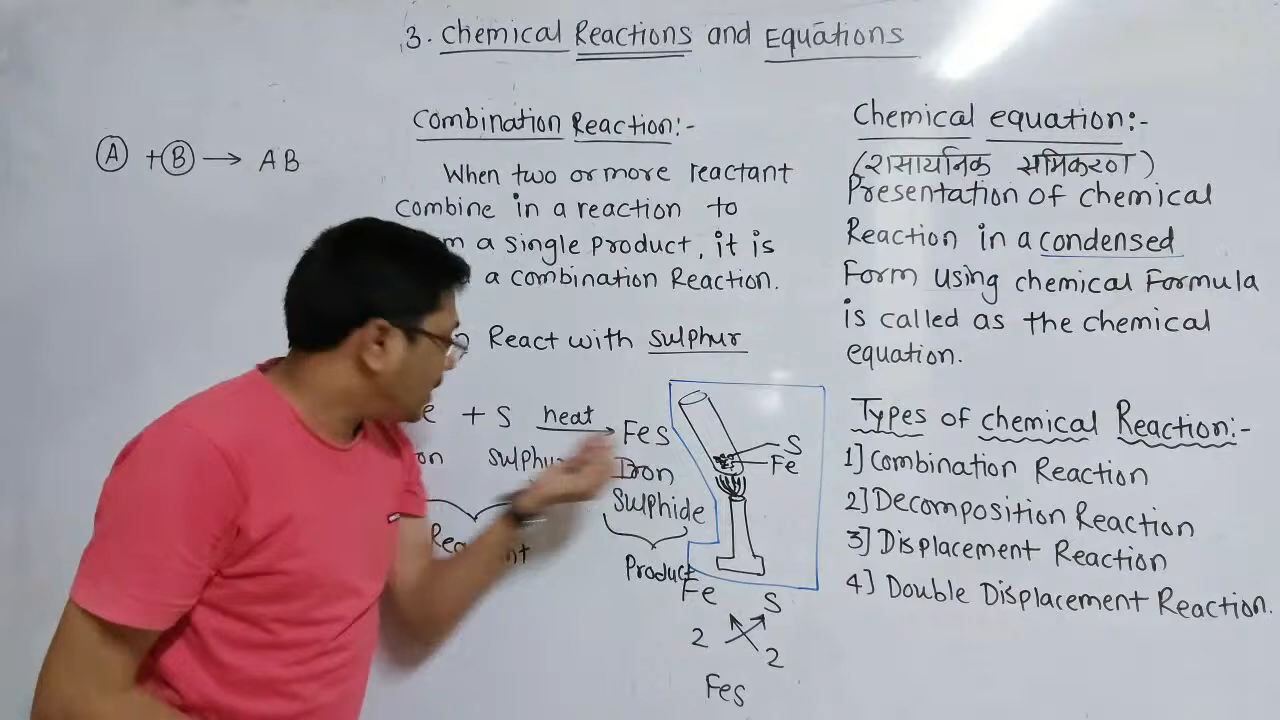 3. Chemical Reactions and Equations
A + B → AB
Combination Reaction:-
When two or more reactant
combine in a reaction to
a single product, it is
a combination Reaction.
React with sulphur
+ S heat → FeS
sulphur
Iron
Sulphide
Product
S
Fe
Fe S
2 2
Fes
Chemical equation:-
(रासायनिक समिकरण)
Presentation of chemical
Reaction in a condensed
Form using chemical Formula
is called as the chemical
equation.
Types of chemical Reaction:-
1] Combination Reaction
2] Decomposition Reaction
3] Displacement Reaction
4] Double Displacement Reaction.